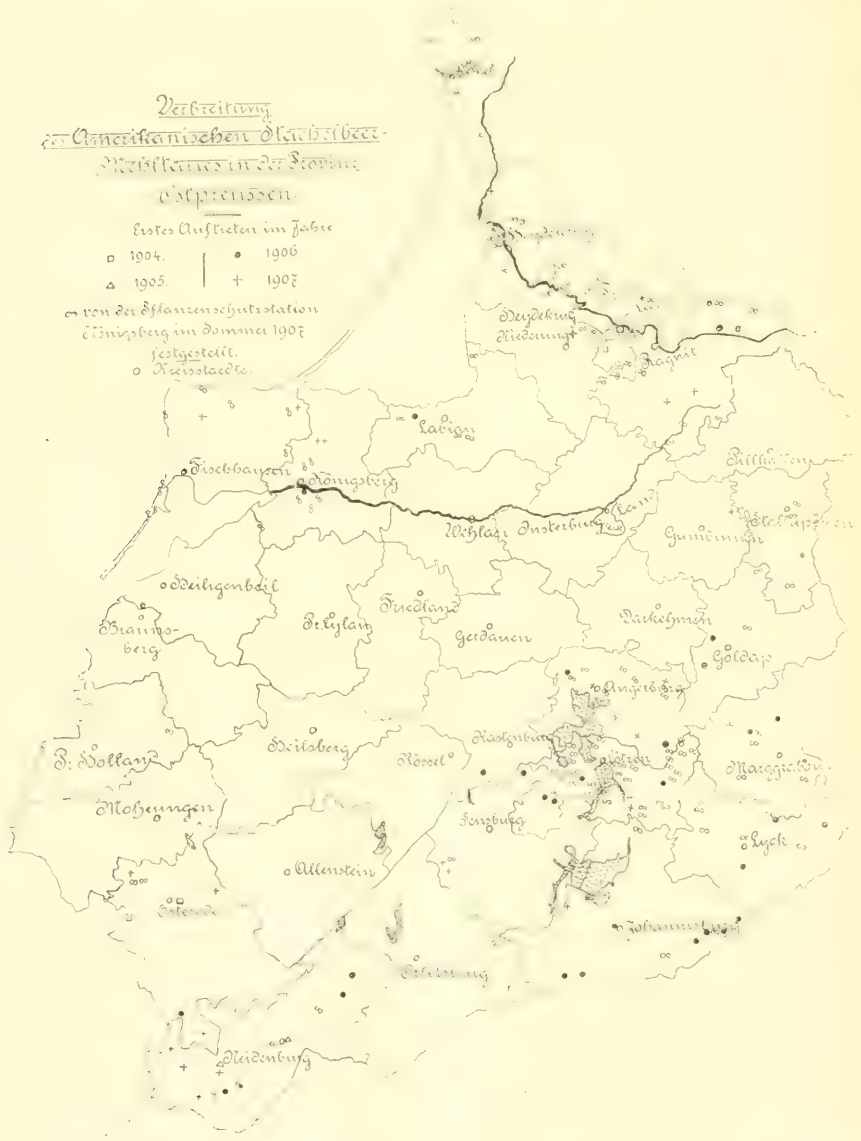 Verbreitung
des Amerikanischen Stachelbeer-
Mehltaues in der Provinz
Ostpreussen.
Erstes Auftreten im Jahre
□ 1904. • 1906
△ 1905. + 1907
∞ von der Pflanzenschutzstation
Königsberg im Sommer 1907
festgestellt.
o Kreisstaedte.
Memel
Heydekrug
Niederung
Ragnit
Labiau
Fischhausen
Königsberg
Pillkallen
Wehlau
Insterburg
Gumbinnen
Stallupönen
Heiligenbeil
Friedland
Braunsberg
Pr. Eylau
Gerdauen
Darkehmen
Goldap
Angerburg
Rastenburg
Lötzen
Heilsberg
Rössel
Pr. Holland
Marggrabowa
Mohrungen
Sensburg
Lyck
Allenstein
Osterode
Johannisburg
Ortelsburg
Neidenburg